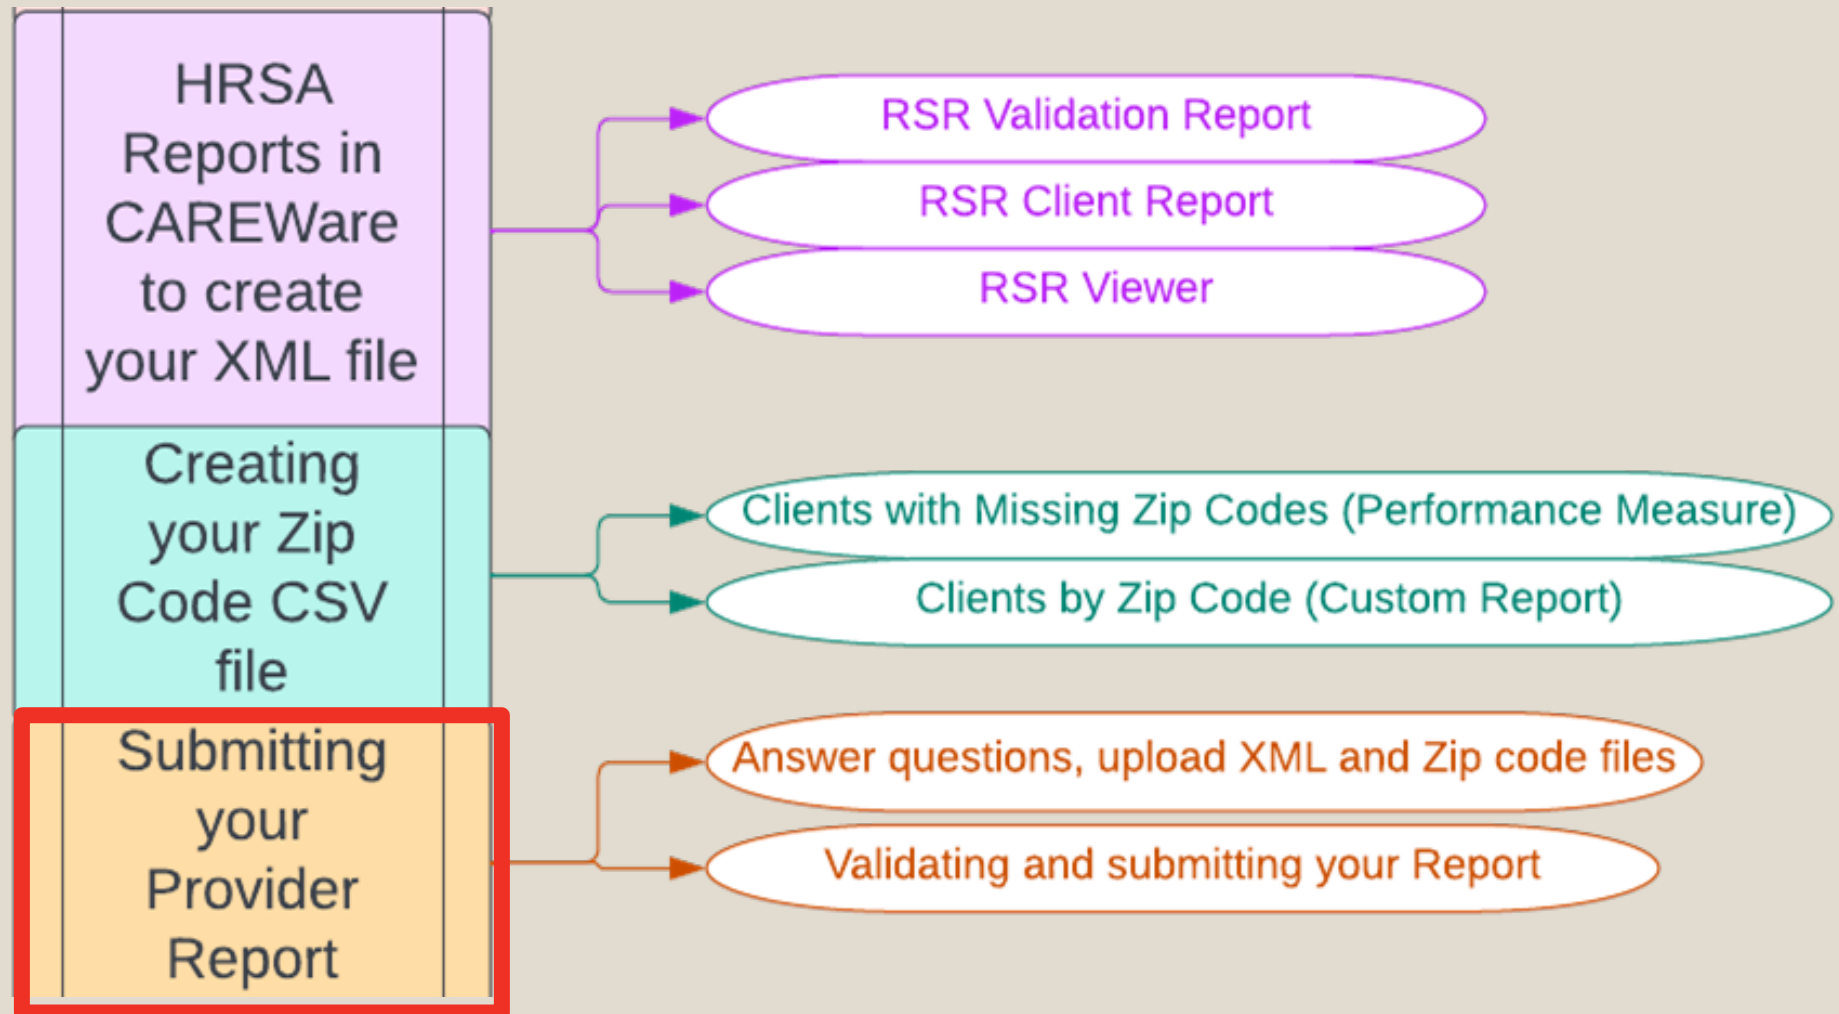 HRSA
Reports in
CAREWare
to create
your XML file
RSR Validation Report
RSR Client Report
RSR Viewer
Creating
your Zip
Code CSV
file
Clients with Missing Zip Codes (Performance Measure)
Clients by Zip Code (Custom Report)
Submitting
your
Provider
Report
Answer questions, upload XML and Zip code files
Validating and submitting your Report